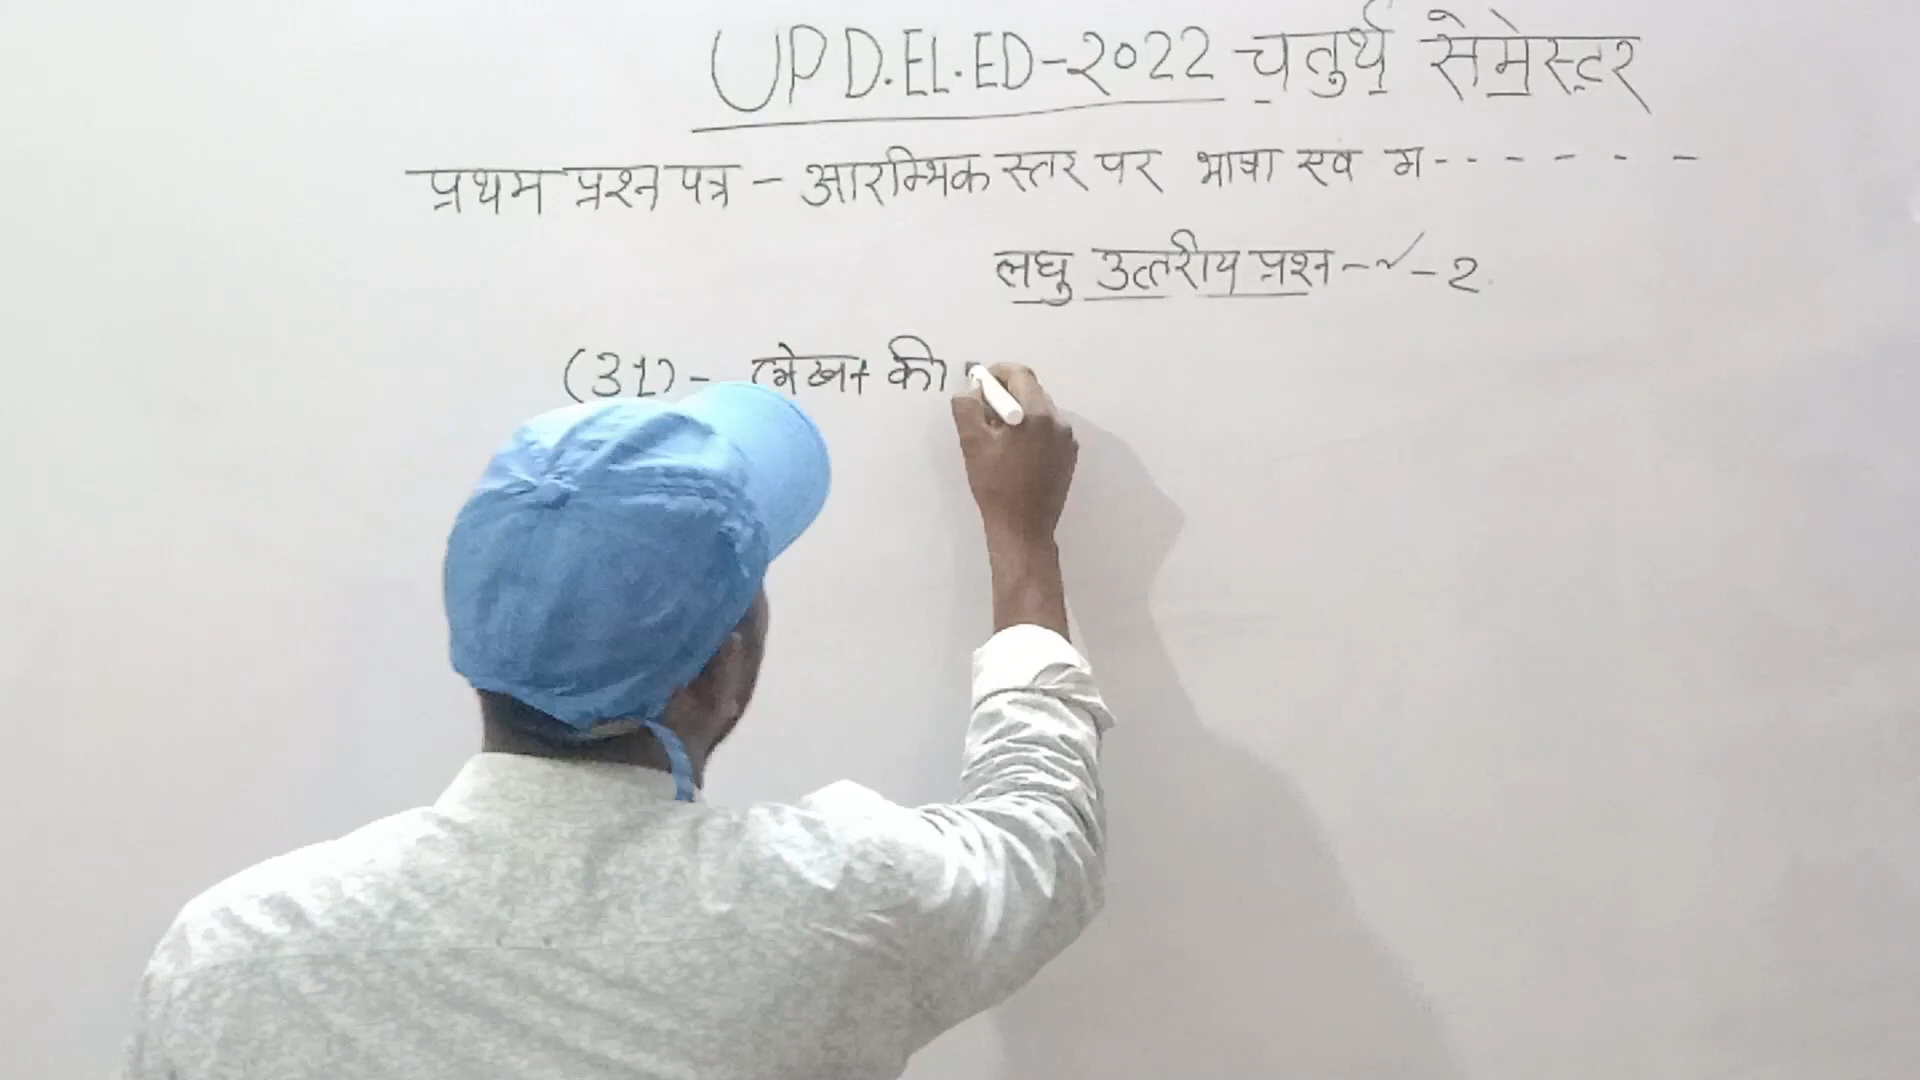 UP D.EL.ED-2022 चतुर्थ सेमेस्टर
प्रथम प्रश्न पत्र - आरम्भिक स्तर पर भाषा एवं ग- - - - - - -
लघु उत्तरीय प्रश्न - ✓ - 2
(31) - लेखन की